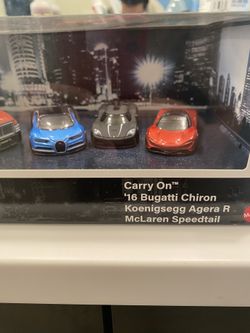 Carry On™
'16 Bugatti Chiron
Koenigsegg Agera R
McLaren Speedtail